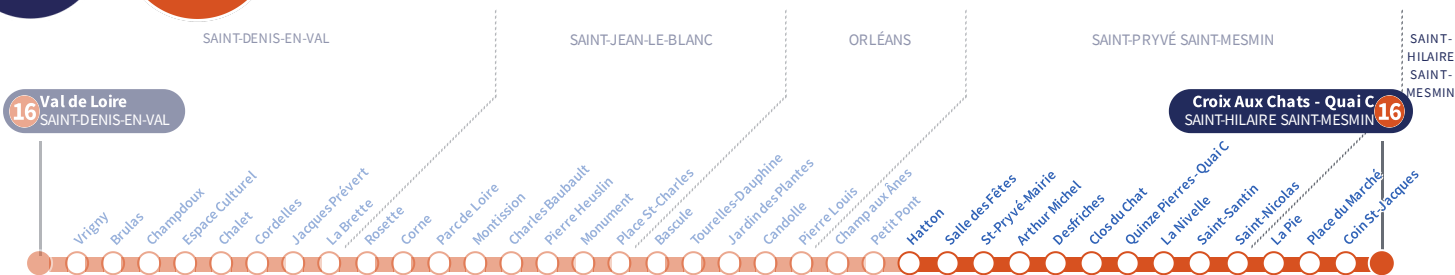 SAINT-DENIS-EN-VAL
SAINT-JEAN-LE-BLANC
ORLÉANS
SAINT-PRYVÉ SAINT-MESMIN
SAINT-
HILAIRE
SAINT-
MESMIN
16
Val de Loire
SAINT-DENIS-EN-VAL
Croix Aux Chats - Quai C
SAINT-HILAIRE SAINT-MESMIN
16
Vrigny
Brulas
Champdoux
Espace Culturel
Chalet
Cordelles
Jacques Prévert
La Brette
Rosette
Corne
Parc de Loire
Montission
Charles Baubault
Pierre Heuslin
Monument
Place St-Charles
Bascule
Tourelles-Dauphine
Jardin des Plantes
Candolle
Pierre Louis
Champ aux Ânes
Petit Pont
Hatton
Salle des Fêtes
St-Pryvé-Mairie
Arthur Michel
Desfriches
Clos du Chat
Quinze Pierres - Quai C
La Nivelle
Saint-Santin
Saint-Nicolas
La Pie
Place du Marché
Coin St-Jacques